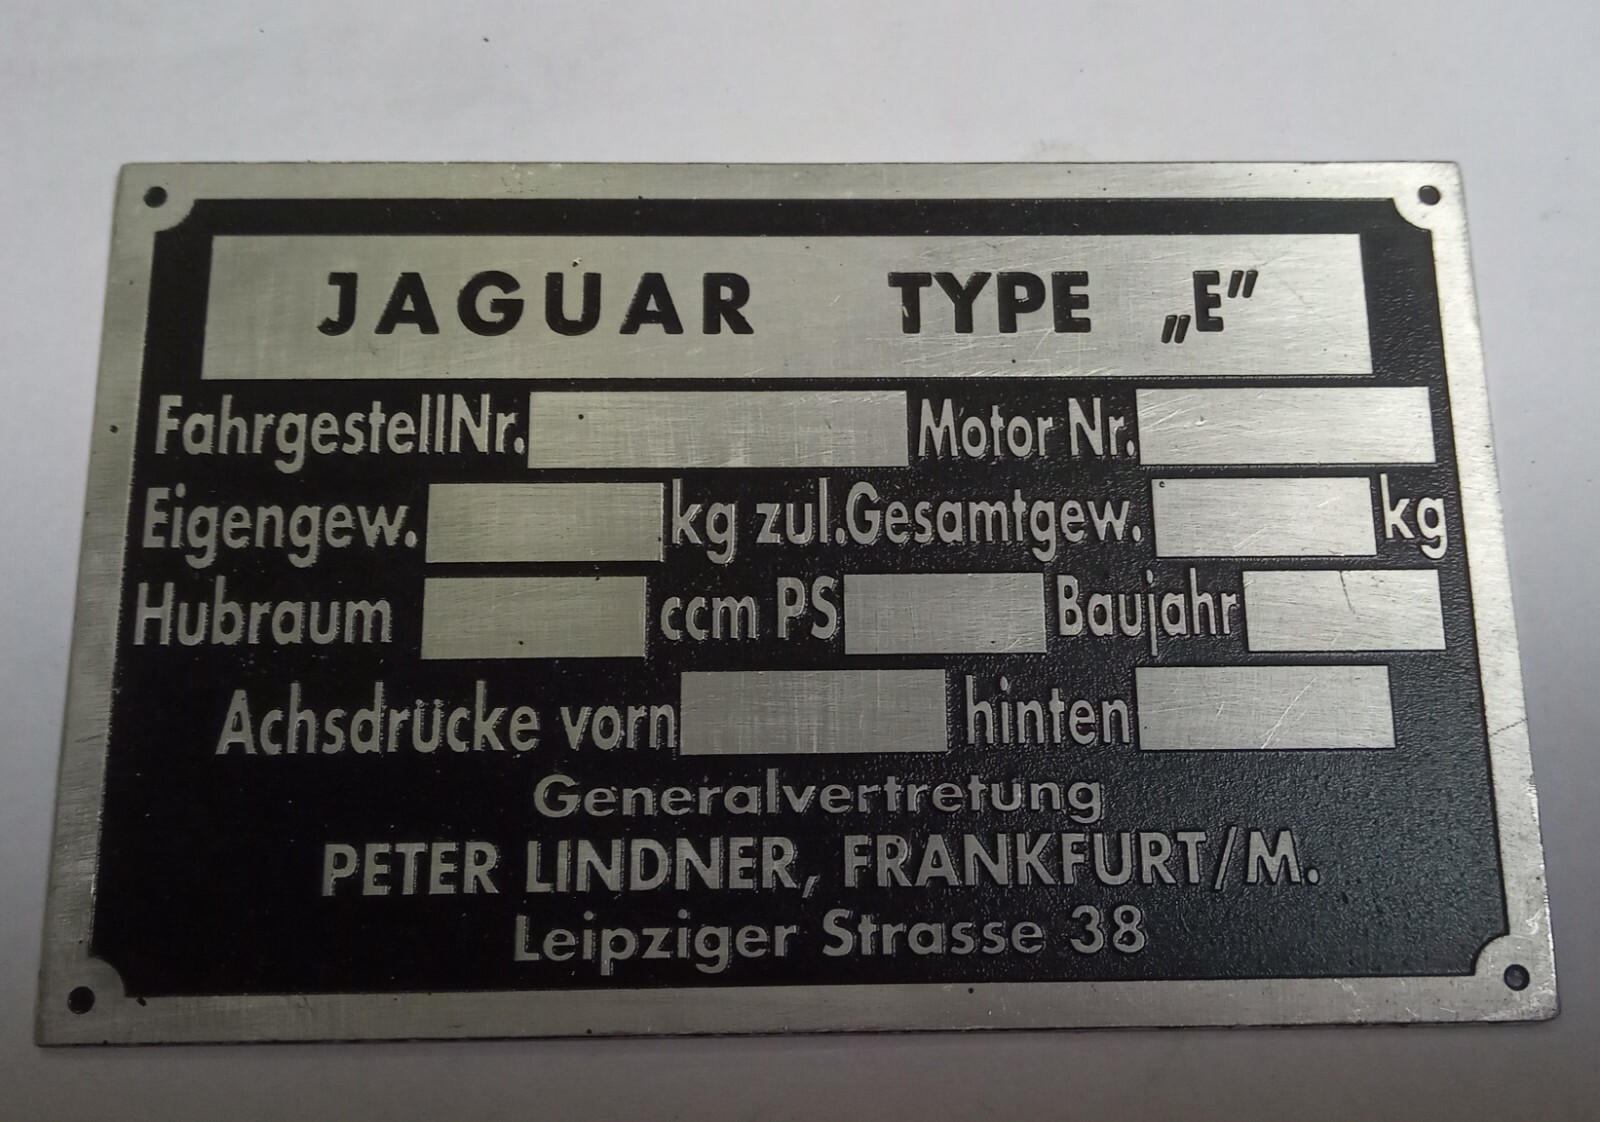 JAGUAR TYPE „E”
FahrgestellNr. Motor Nr.
Eigengew. kg zul.Gesamtgew. kg
Hubraum ccm PS Baujahr
Achsdrücke vorn hinten
Generalvertretung
PETER LINDNER, FRANKFURT/M.
Leipziger Strasse 38